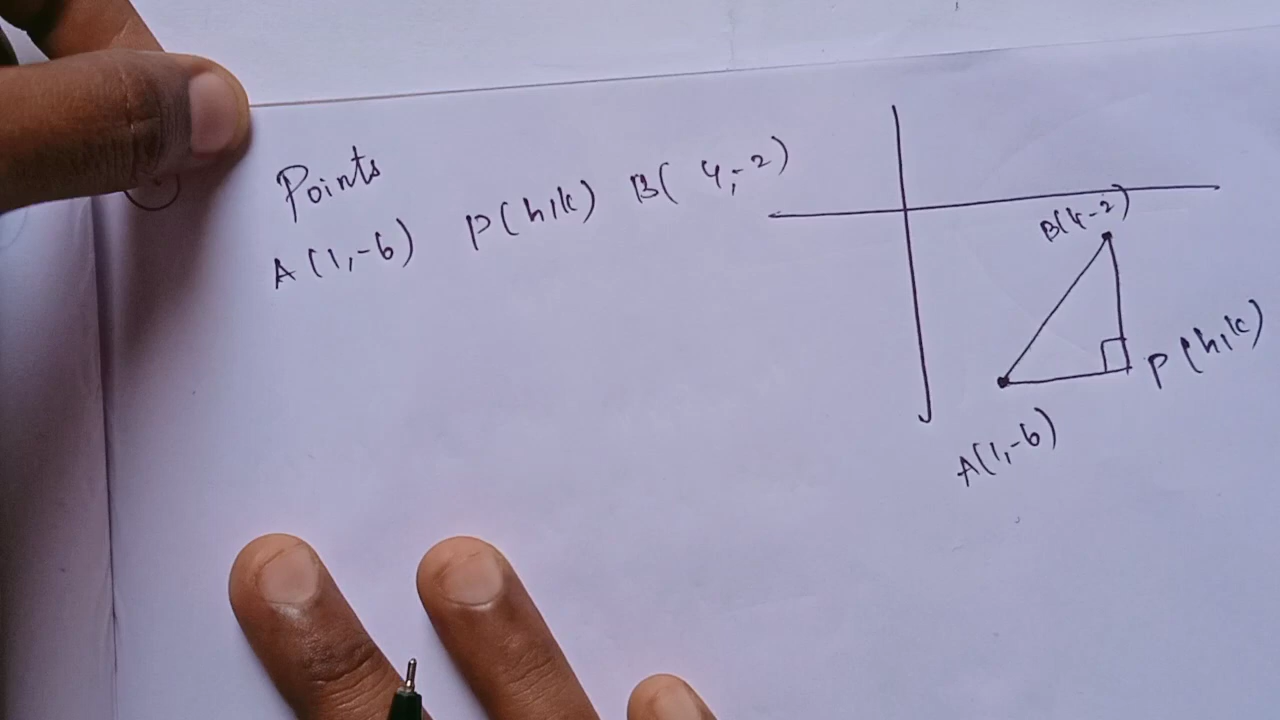 Points
A(1,-6) P(h,k) B(4,-2)
B(4-2)
P(h,k)
A(1,-6)